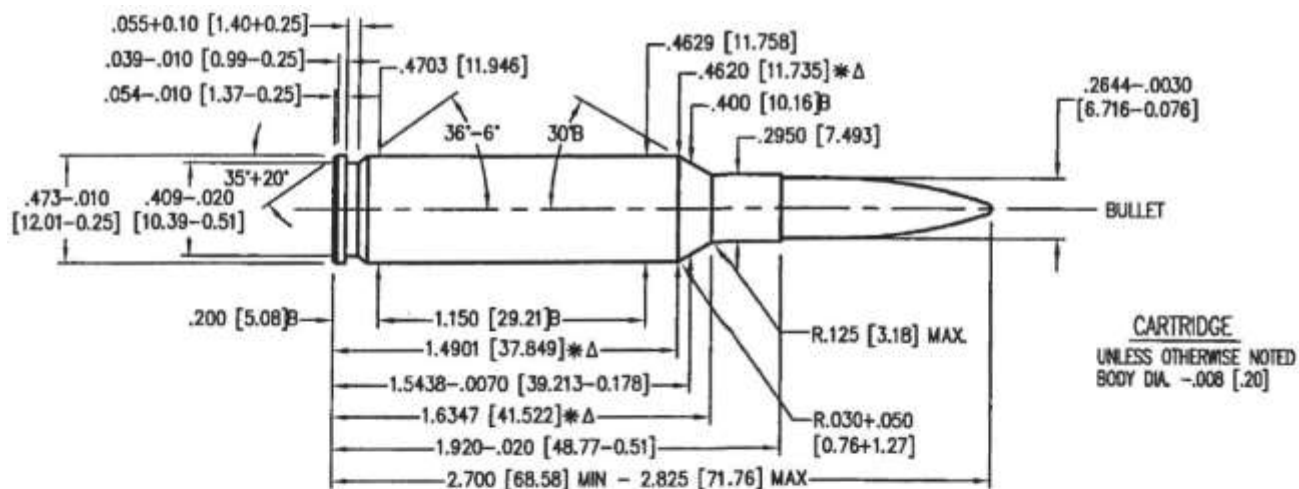 .055+0.10 [1.40+0.25]
.039-.010 [0.99-0.25]
.054-.010 [1.37-0.25]
.4703 [11.946]
.4629 [11.758]
.4620 [11.735]✱Δ
.400 [10.16]B
.2950 [7.493]
.2644-.0030
[6.716-0.076]
36°-6°
30°B
35°+20°
.473-.010
[12.01-0.25]
.409-.020
[10.39-0.51]
BULLET
.200 [5.08]B
1.150 [29.21]B
1.4901 [37.849]✱Δ
1.5438-.0070 [39.213-0.178]
1.6347 [41.522]✱Δ
1.920-.020 [48.77-0.51]
2.700 [68.58] MIN - 2.825 [71.76] MAX
R.125 [3.18] MAX.
R.030+.050
[0.76+1.27]
CARTRIDGE
UNLESS OTHERWISE NOTED
BODY DIA. -.008 [.20]